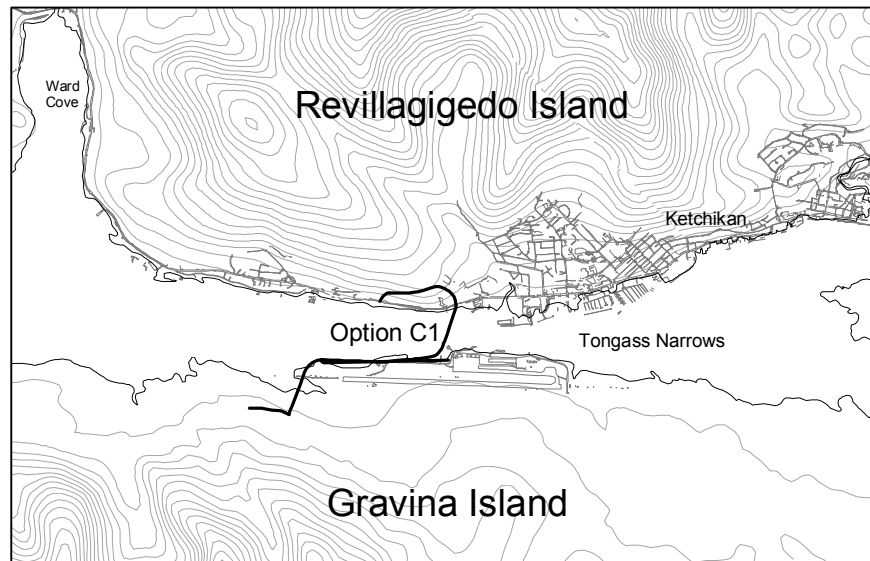 Ward
Cove
Revillagigedo Island
Ketchikan
Option C1
Tongass Narrows
Gravina Island